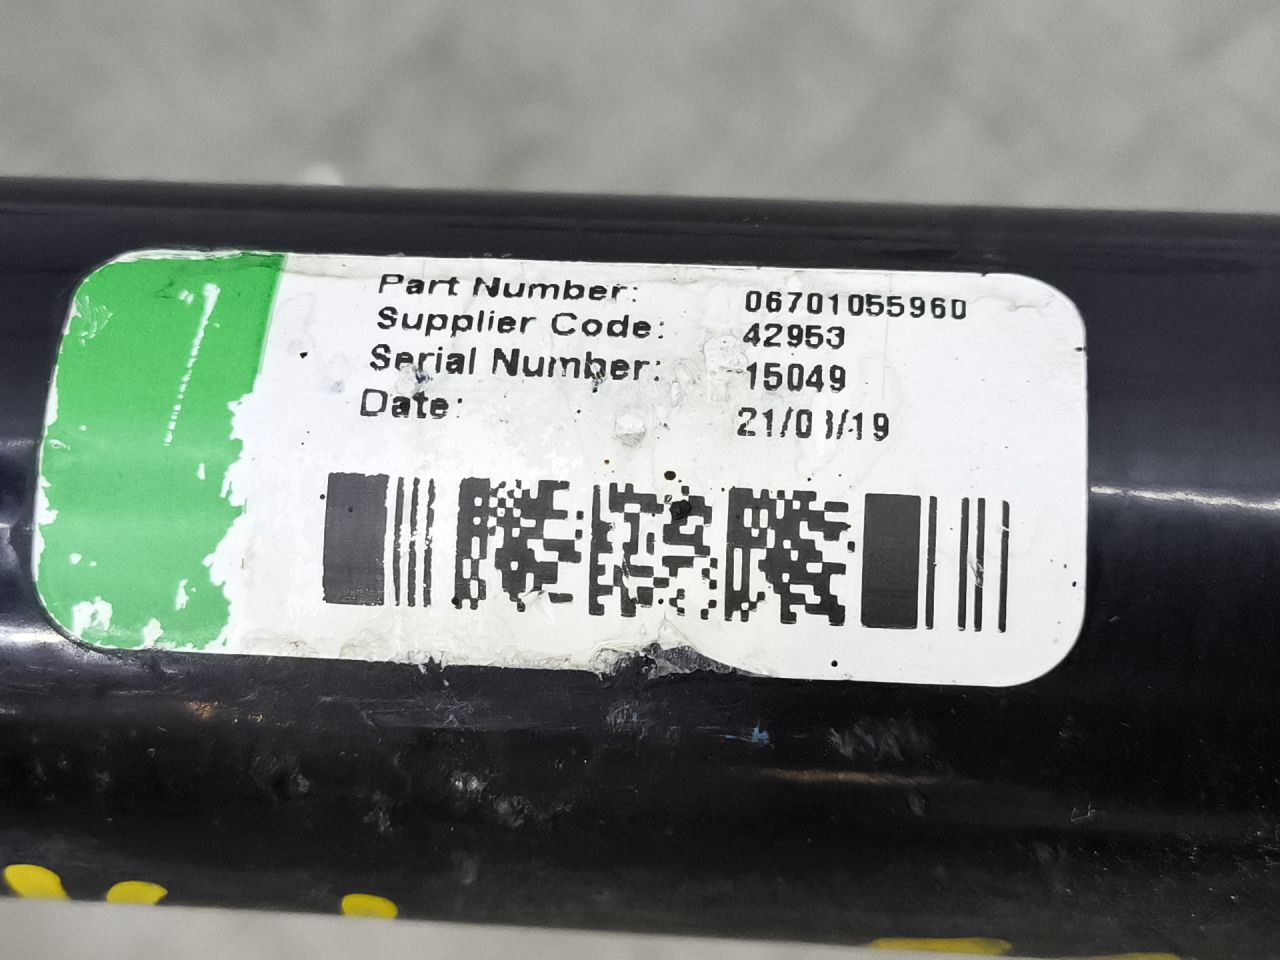 Part Number: 06701055960
Supplier Code: 42953
Serial Number: 15049
Date: